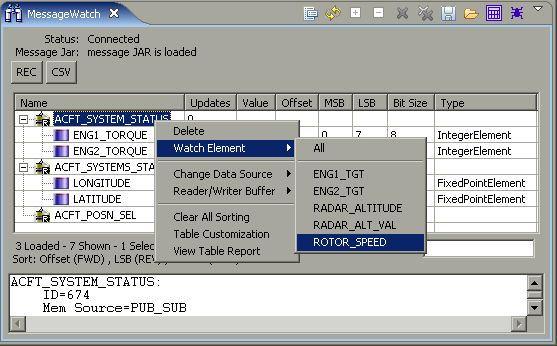 MessageWatch
Status: Connected
Message Jar: message JAR is loaded
REC CSV
Name Updates Value Offset MSB LSB Bit Size Type
ACFT_SYSTEM_STATUS 0
ENG1_TORQUE 0 7 8 IntegerElement
ENG2_TORQUE IntegerElement
ACFT_SYSTEMS_STA
LONGITUDE FixedPointElement
LATITUDE FixedPointElement
ACFT_POSN_SEL
Delete
Watch Element
Change Data Source
Reader/Writer Buffer
Clear All Sorting
Table Customization
View Table Report
All
ENG1_TGT
ENG2_TGT
RADAR_ALTITUDE
RADAR_ALT_VAL
ROTOR_SPEED
3 Loaded - 7 Shown - 1 Selec
Sort: Offset (FWD) , LSB (REV)
ACFT_SYSTEM_STATUS:
ID=674
Mem Source=PUB_SUB